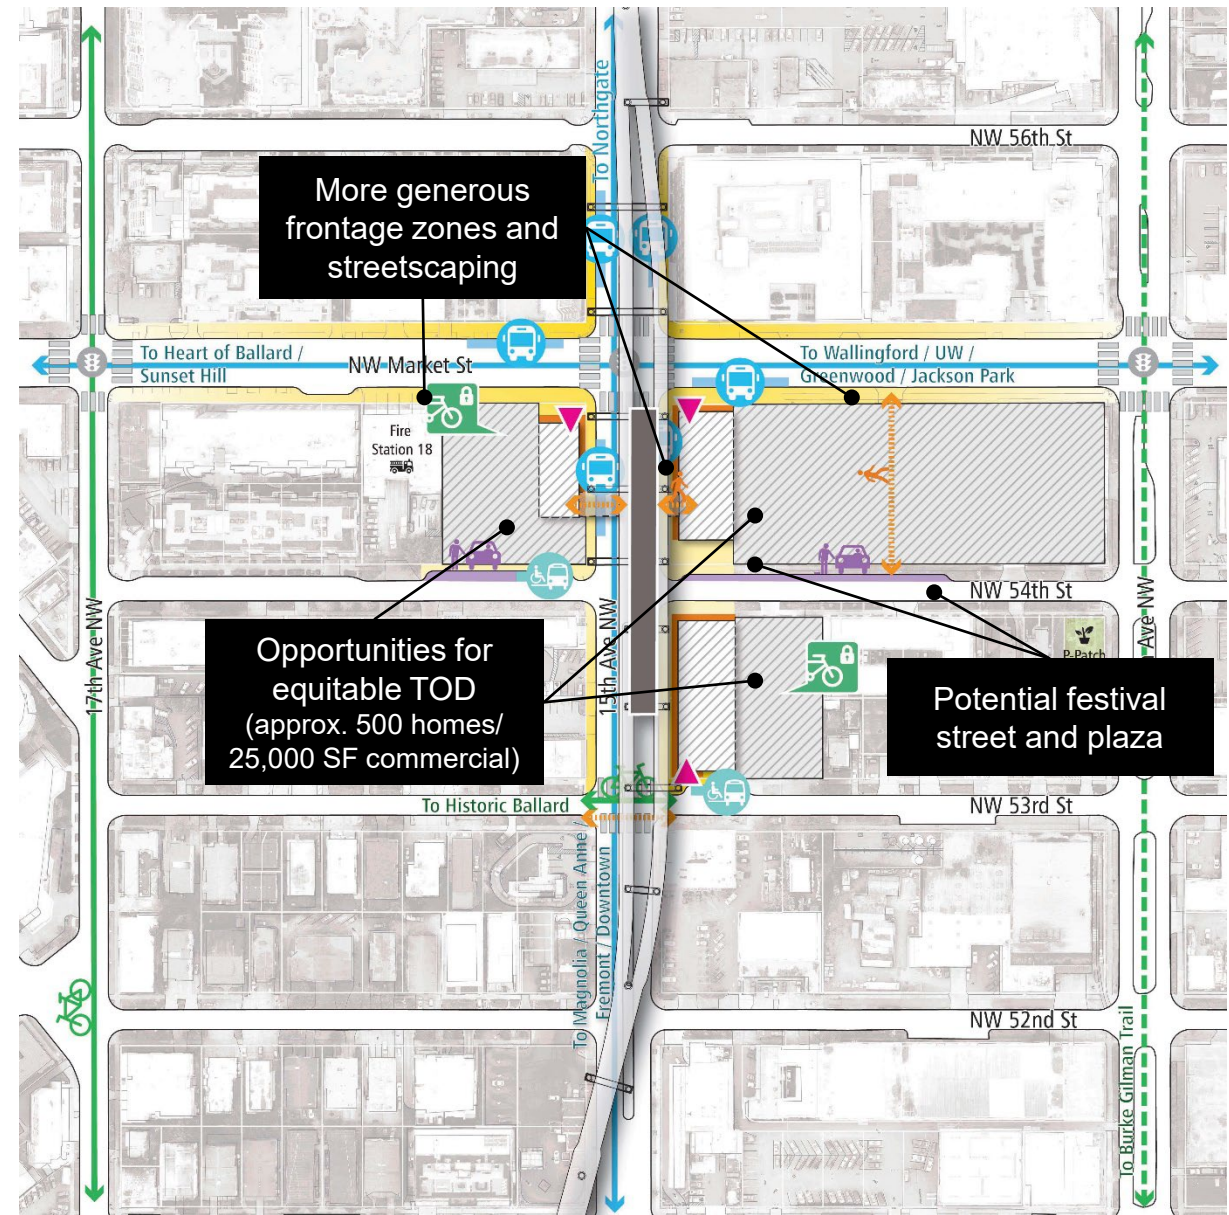 To Northgate
NW 56th St
More generous
frontage zones and
streetscaping
To Heart of Ballard /
Sunset Hill
NW Market St
To Wallingford / UW /
Greenwood / Jackson Park
Fire
Station 18
NW 54th St
17th Ave NW
15th Ave NW
Ave NW
P-Patch
Opportunities for
equitable TOD
(approx. 500 homes/
25,000 SF commercial)
Potential festival
street and plaza
To Historic Ballard
NW 53rd St
To Magnolia / Queen Anne /
Fremont / Downtown
NW 52nd St
To Burke Gilman Trail